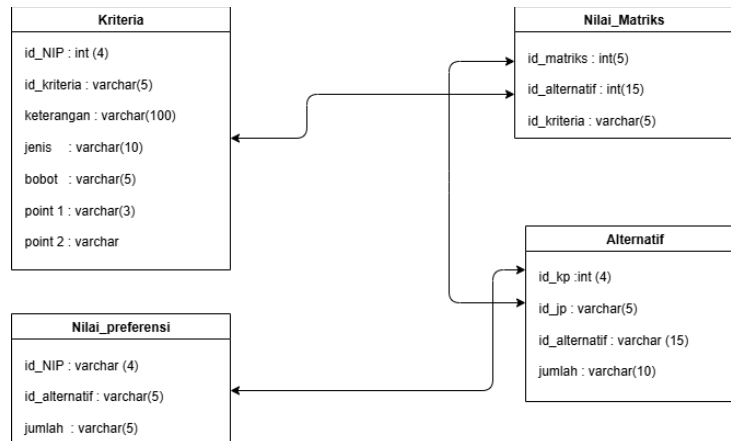 Kriteria
id_NIP : int (4)
id_kriteria : varchar(5)
keterangan : varchar(100)
jenis : varchar(10)
bobot : varchar(5)
point 1 : varchar(3)
point 2 : varchar
Nilai_Matriks
id_matriks : int(5)
id_alternatif : int(15)
id_kriteria : varchar(5)
Alternatif
id_kp :int (4)
id_jp : varchar(5)
id_alternatif : varchar (15)
jumlah : varchar(10)
Nilai_preferensi
id_NIP : varchar (4)
id_alternatif : varchar(5)
jumlah : varchar(5)